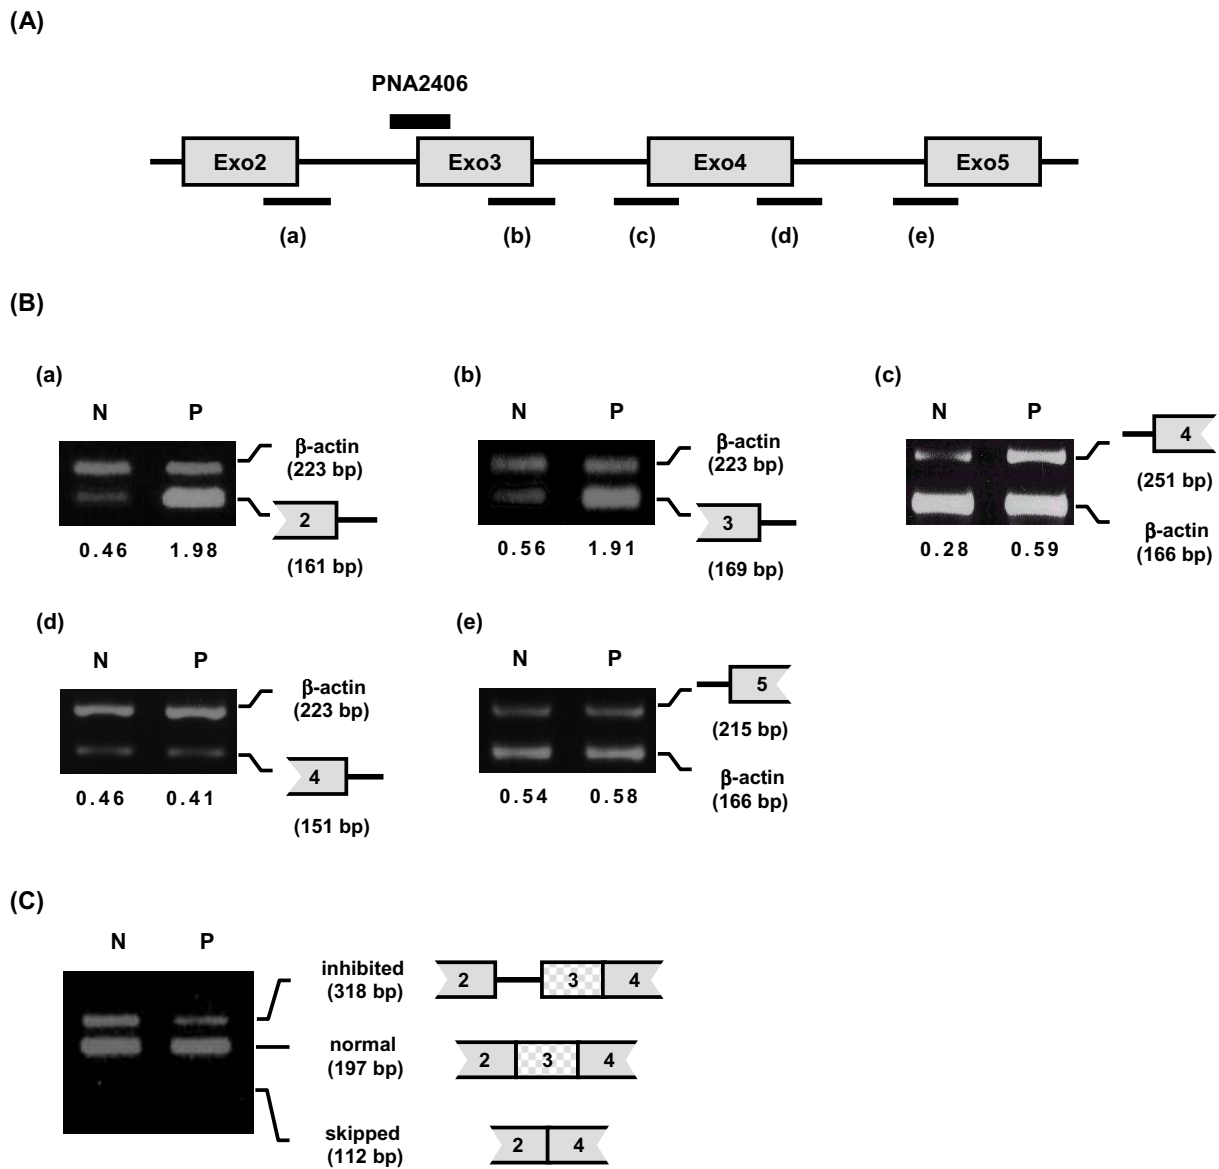 (A)
PNA2406
Exo2 Exo3 Exo4 Exo5
(a) (b) (c) (d) (e)
(B)
(a) (b) (c)
N P
β-actin
(223 bp)
2
(161 bp)
0.46 1.98
N P
β-actin
(223 bp)
3
(169 bp)
0.56 1.91
N P
4
(251 bp)
β-actin
(166 bp)
0.28 0.59
(d) (e)
N P
β-actin
(223 bp)
4
(151 bp)
0.46 0.41
N P
5
(215 bp)
β-actin
(166 bp)
0.54 0.58
(C)
N P
inhibited
(318 bp)
2 3 4
normal
(197 bp)
2 3 4
skipped
(112 bp)
2 4